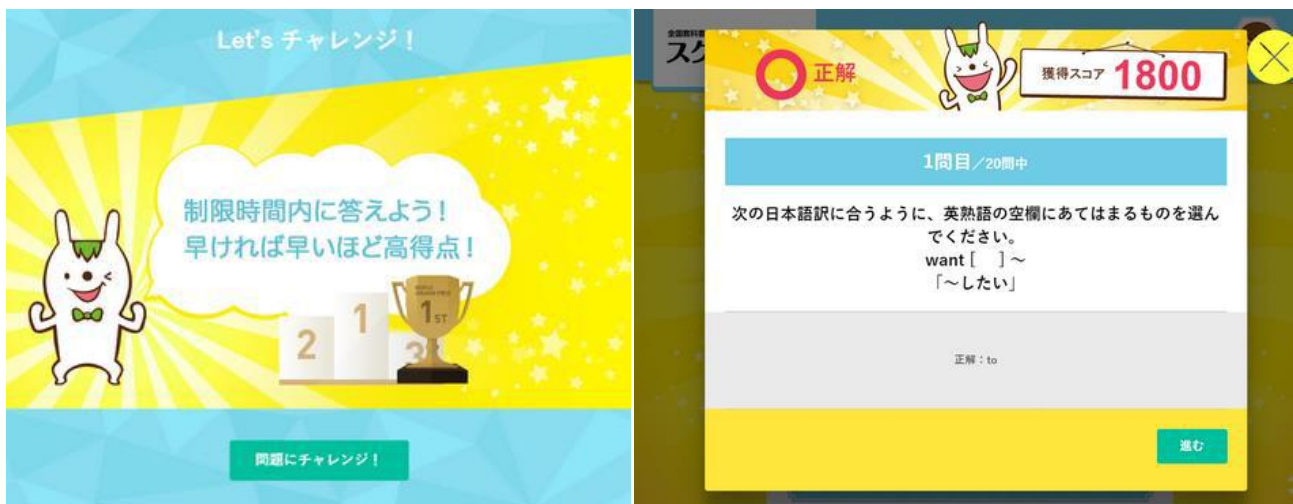 Let's チャレンジ！
制限時間内に答えよう！
早ければ早いほど高得点！
2
1
3
1ST
問題にチャレンジ！
全国教科書
スク
正解
獲得スコア 1800
1問目／20問中
次の日本語訳に合うように、英熟語の空欄にあてはまるものを選ん
でください。
want [ ] ～
「～したい」
正解：to
進む